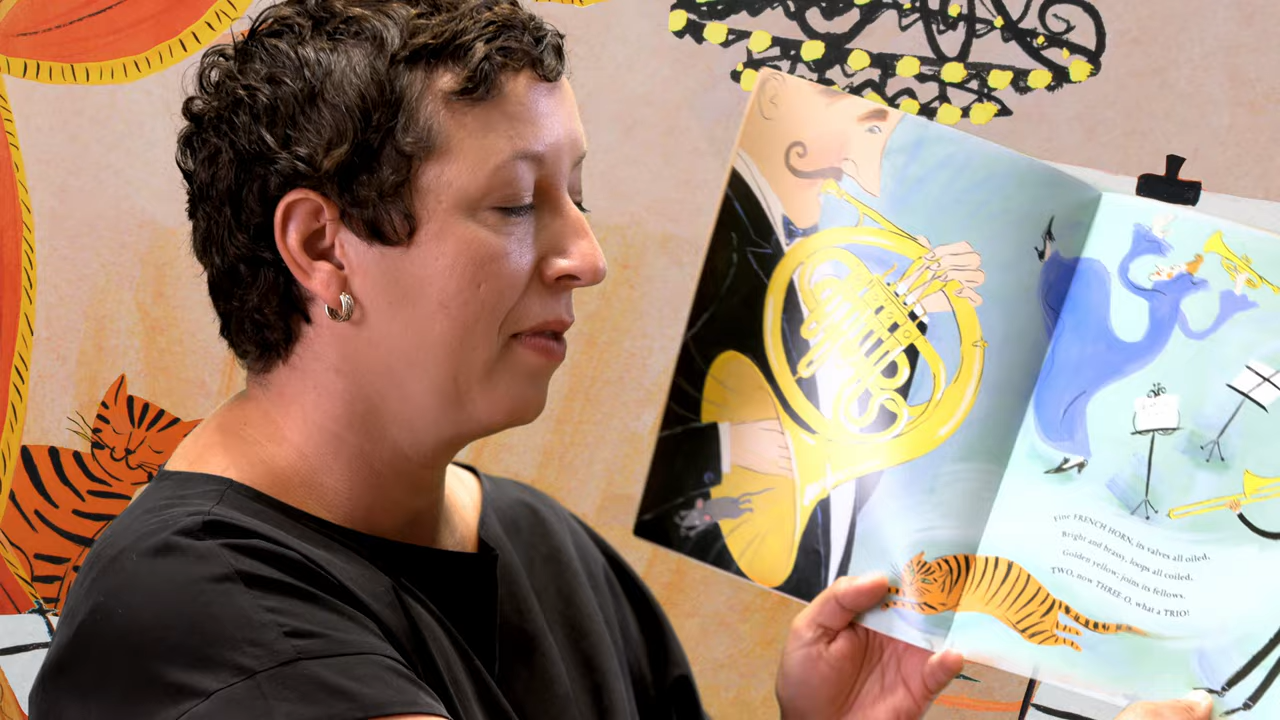 Fine FRENCH HORN, its valves all oiled,
Bright and brassy, loops all coiled.
Golden yellow; joins its fellows.
TWO, now THREE-O, what a TRIO!